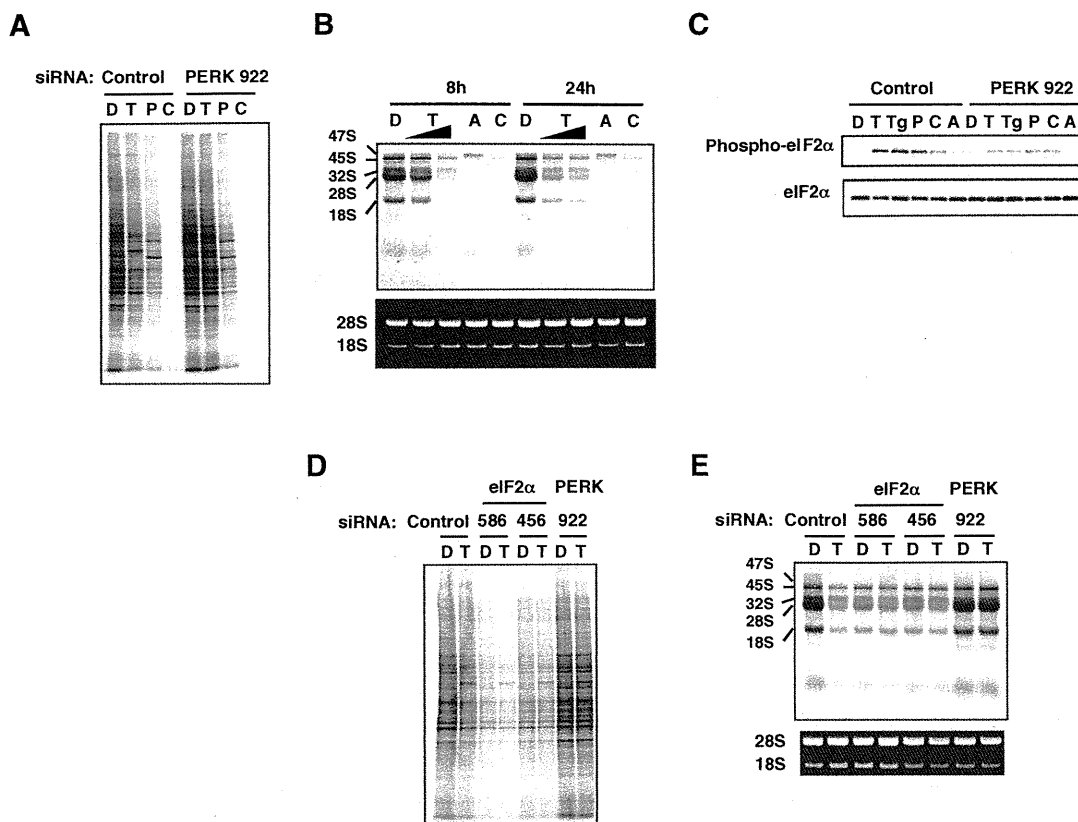 A
siRNA: Control PERK 922
D T P C D T P C
B
8h 24h
D T A C D T A C
47S
45S
32S
28S
18S
28S
18S
C
Control PERK 922
D T Tg P C A D T Tg P C A
Phospho-eIF2α
eIF2α
D
eIF2α PERK
siRNA: Control 586 456 922
D T D T D T D T
E
eIF2α PERK
siRNA: Control 586 456 922
D T D T D T D T
47S
45S
32S
28S
18S
28S
18S